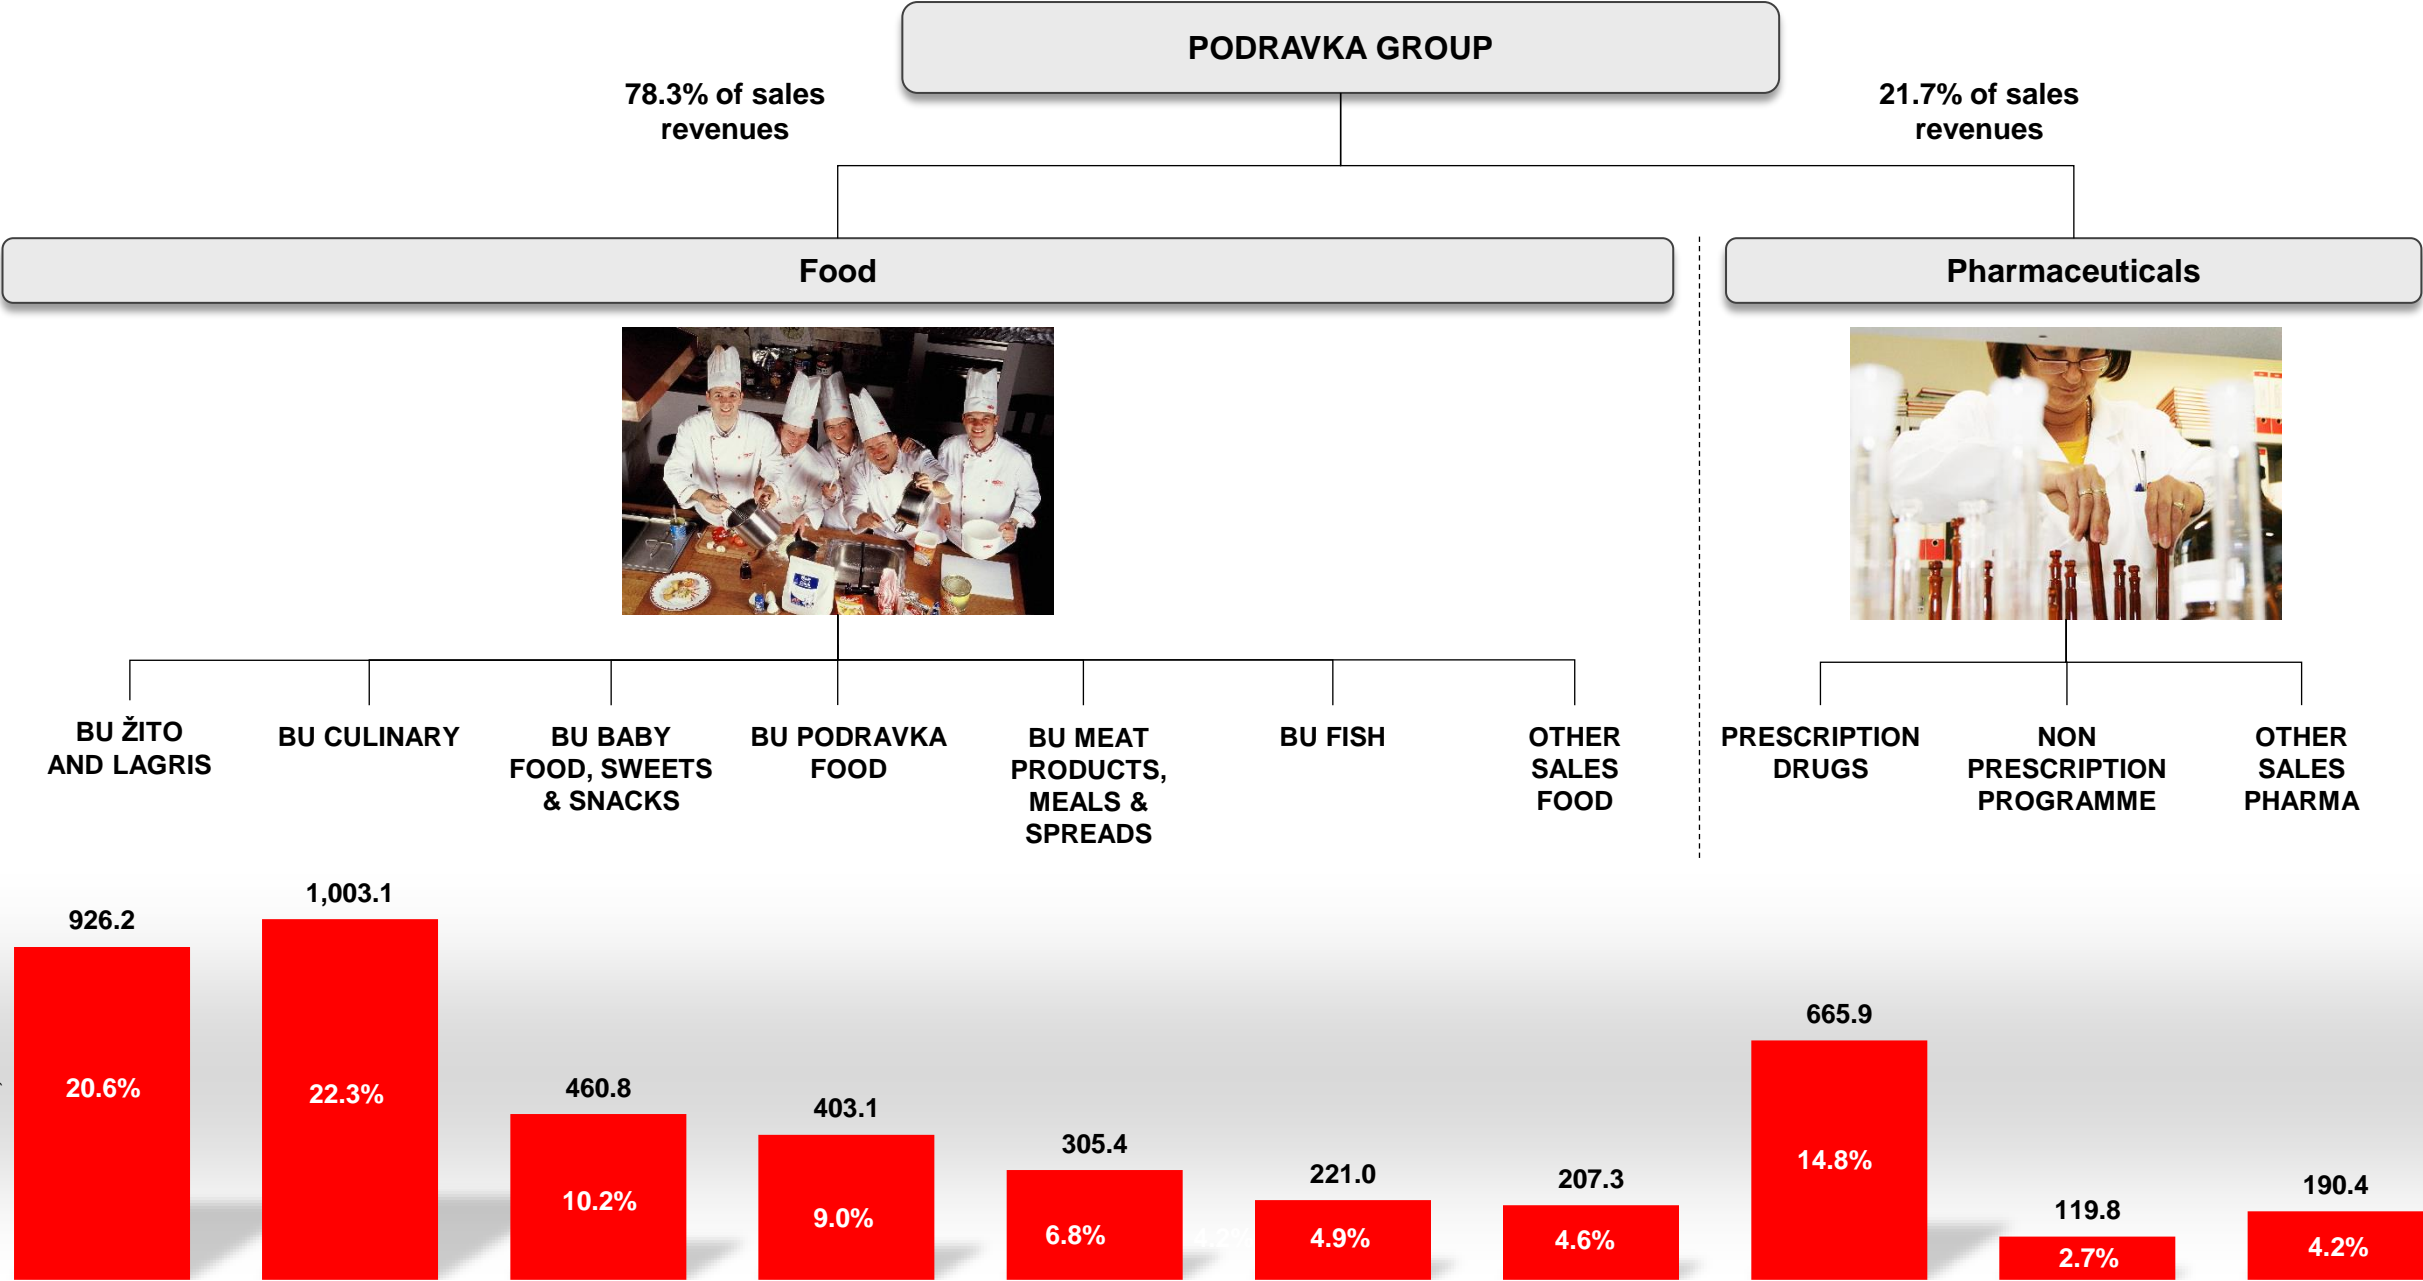 PODRAVKA GROUP
78.3% of sales
revenues
21.7% of sales
revenues
Food
Pharmaceuticals
BU ŽITO
AND LAGRIS
BU CULINARY
BU BABY
FOOD, SWEETS
& SNACKS
BU PODRAVKA
FOOD
BU MEAT
PRODUCTS,
MEALS &
SPREADS
BU FISH
OTHER
SALES
FOOD
PRESCRIPTION
DRUGS
NON
PRESCRIPTION
PROGRAMME
OTHER
SALES
PHARMA
926.2
20.6%
1,003.1
22.3%
460.8
10.2%
403.1
9.0%
305.4
6.8%
4.2%
221.0
4.9%
207.3
4.6%
665.9
14.8%
119.8
2.7%
190.4
4.2%